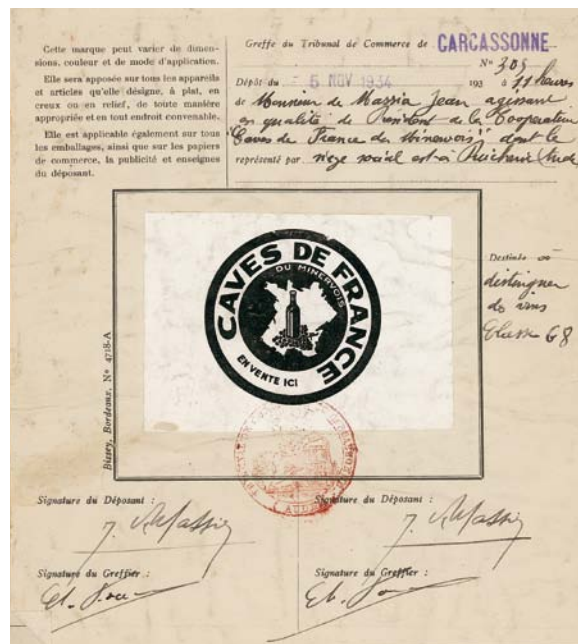 Cette marque peut varier de dimen-
sions, couleur et de mode d'application.
Elle sera apposée sur tous les appareils
et articles qu'elle désigne, à plat, en
creux ou en relief, de toute manière
appropriée et en tout endroit convenable.
Elle est applicable également sur tous
les emballages, ainsi que sur les papiers
de commerce, la publicité et enseignes
du déposant.
Greffe du Tribunal de Commerce de CARCASSONNE
N° 303
Dépôt du 5 NOV 1934 193 à 11 heures
de Monsieur de Massia Jean agissant
en qualité de Président de la Coopérative
"Caves de France du Minervois" dont le
représenté par siège social est à
CAVES DE FRANCE
DU MINERVOIS
EN VENTE ICI
Destinée à
distinguer
des vins
Classe 68
Bissey, Bordeaux, N° 4718-A
Signature du Déposant :
Signature du Déposant :
J. Massia
J. Massia
Signature du Greffier :
Signature du Greffier :